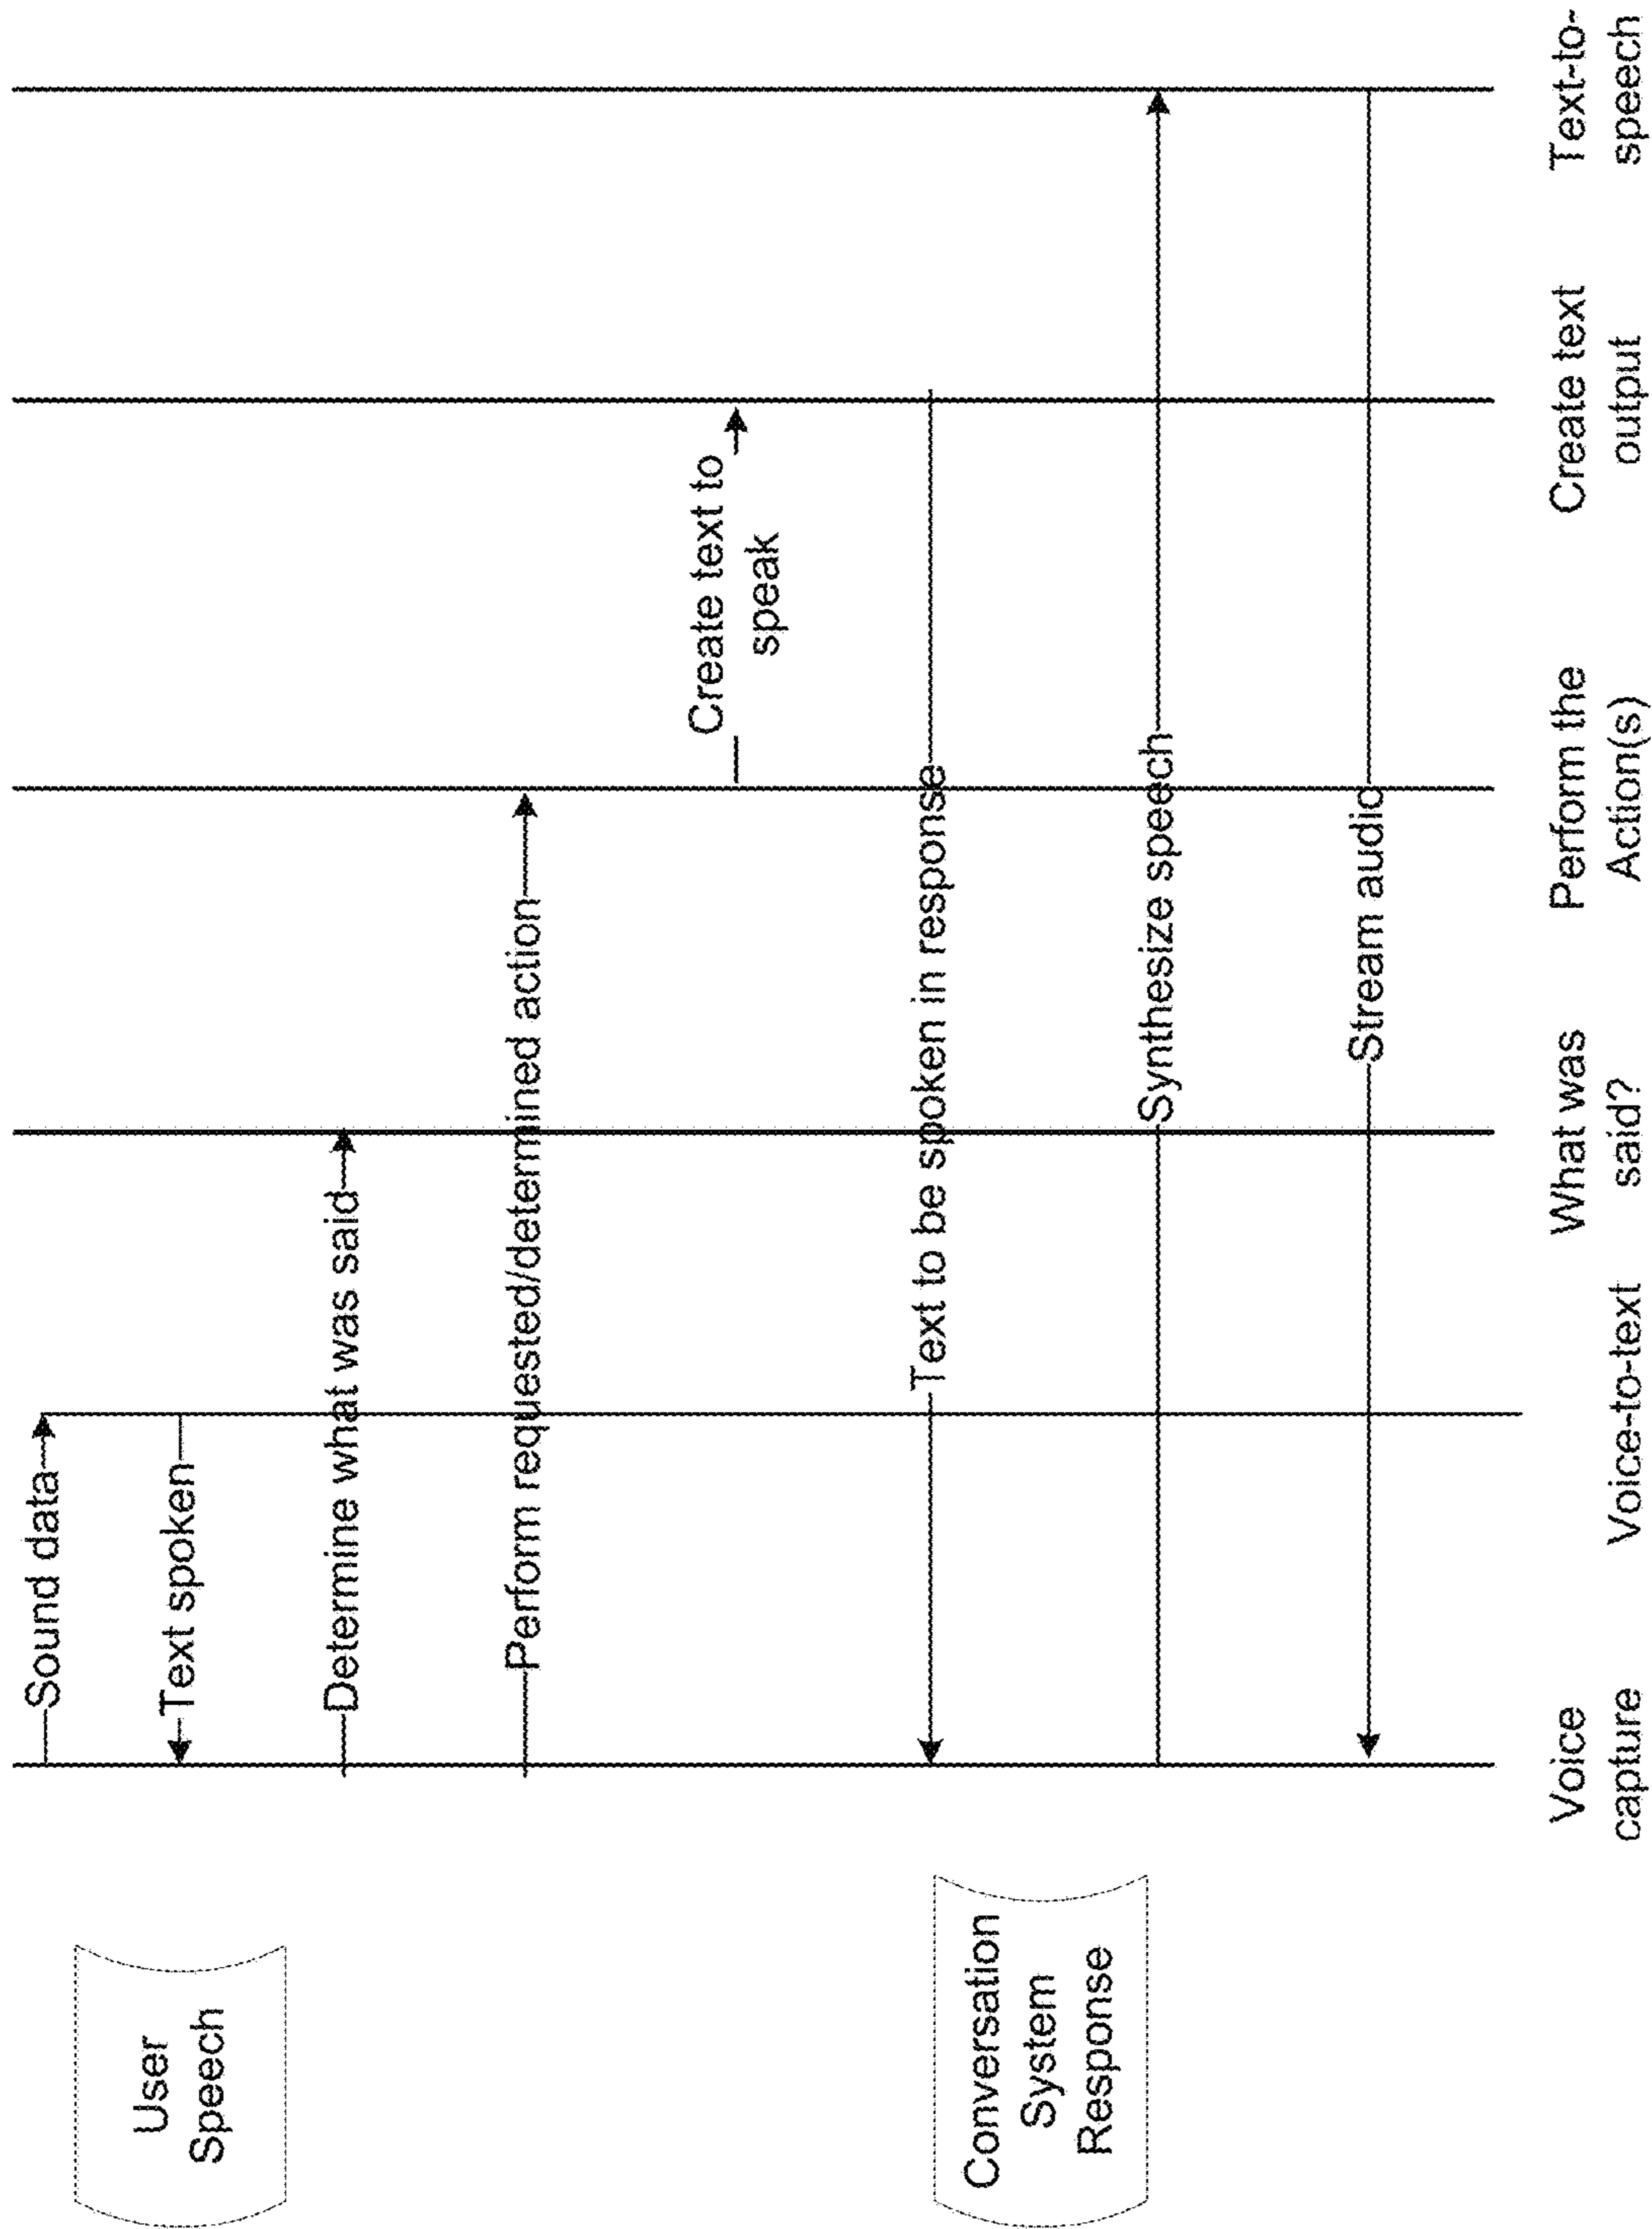 User
Speech
Sound data
Text spoken
Determine what was said
Perform requested/determined action
Create text to
speak
Conversation
System
Response
Text to be spoken in response
Synthesize speech
Stream audio
Voice
capture
Voice-to-text
What was
said?
Perform the
Action(s)
Create text
output
Text-to-
speech